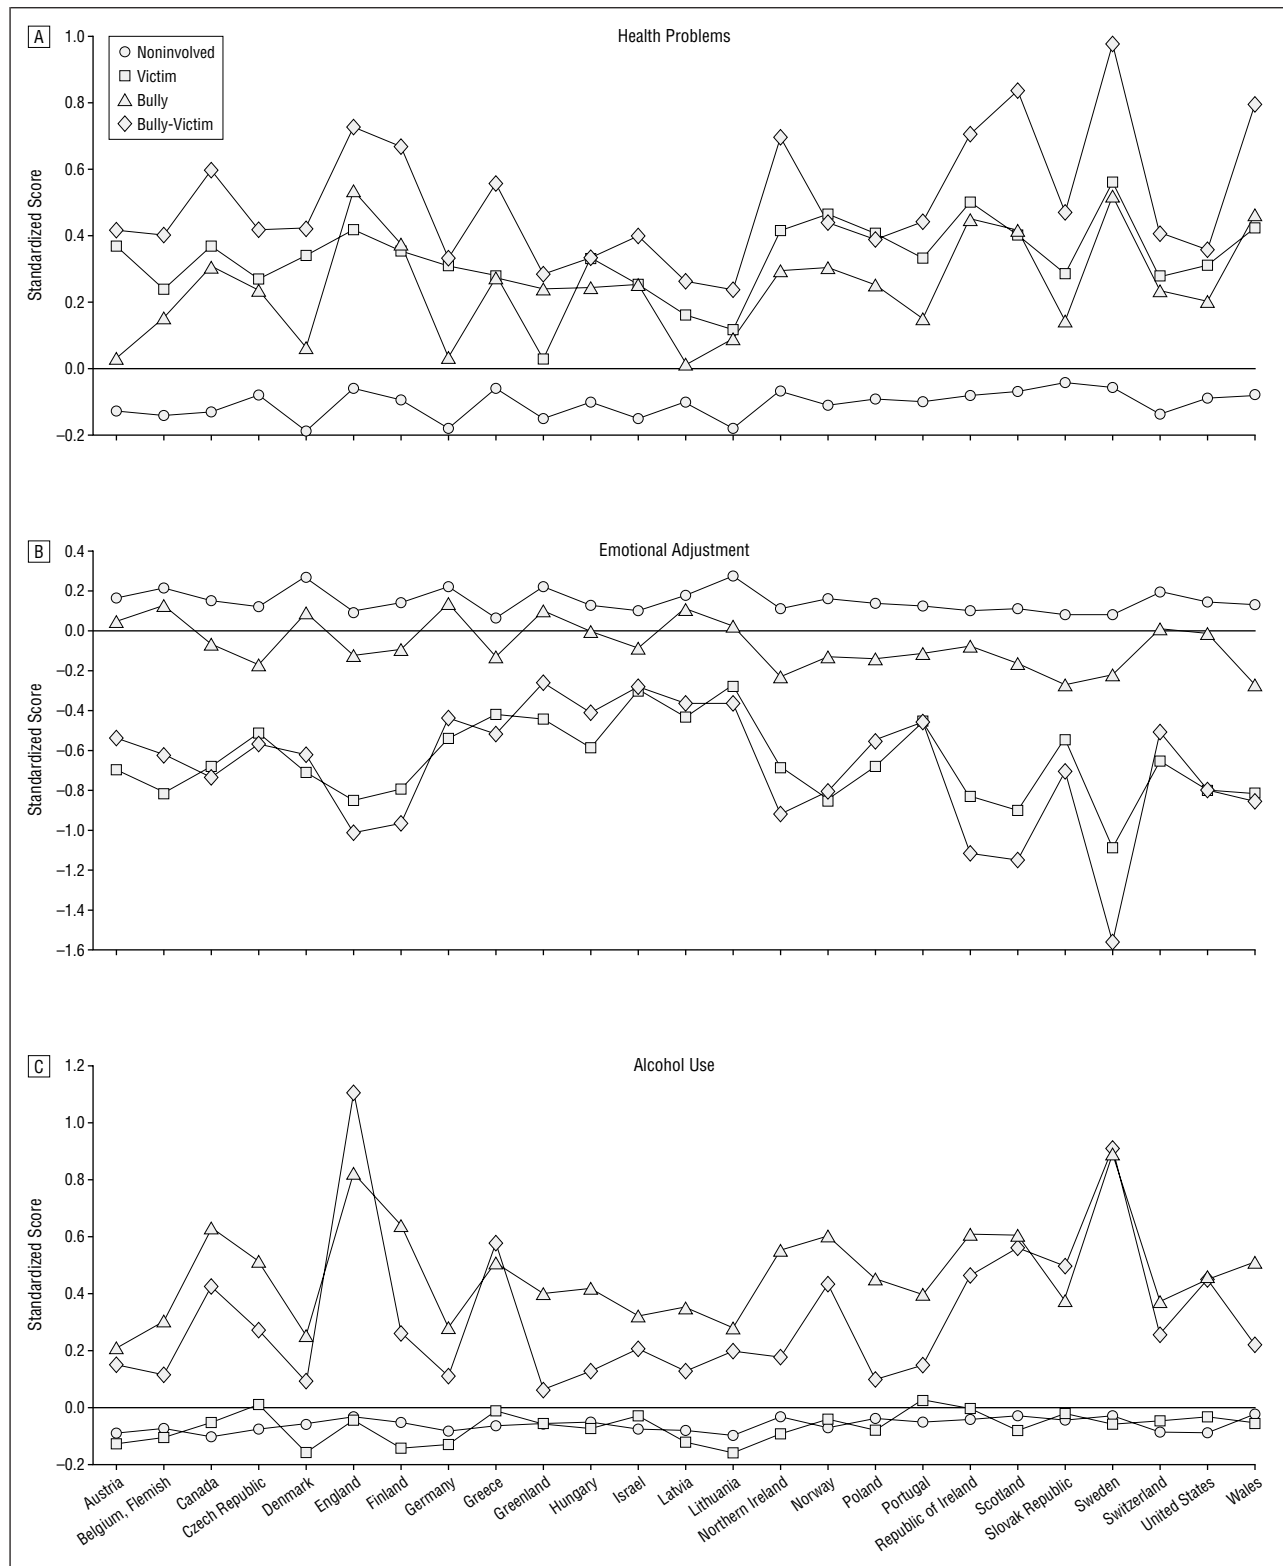 A
Health Problems
1.0
0.8
0.6
0.4
0.2
0.0
–0.2
Standardized Score
Noninvolved
Victim
Bully
Bully-Victim
B
Emotional Adjustment
0.4
0.2
0.0
–0.2
–0.4
–0.6
–0.8
–1.0
–1.2
–1.4
–1.6
Standardized Score
C
Alcohol Use
1.2
1.0
0.8
0.6
0.4
0.2
0.0
–0.2
Standardized Score
Austria
Belgium, Flemish
Canada
Czech Republic
Denmark
England
Finland
Germany
Greece
Greenland
Hungary
Israel
Latvia
Lithuania
Northern Ireland
Norway
Poland
Portugal
Republic of Ireland
Scotland
Slovak Republic
Sweden
Switzerland
United States
Wales